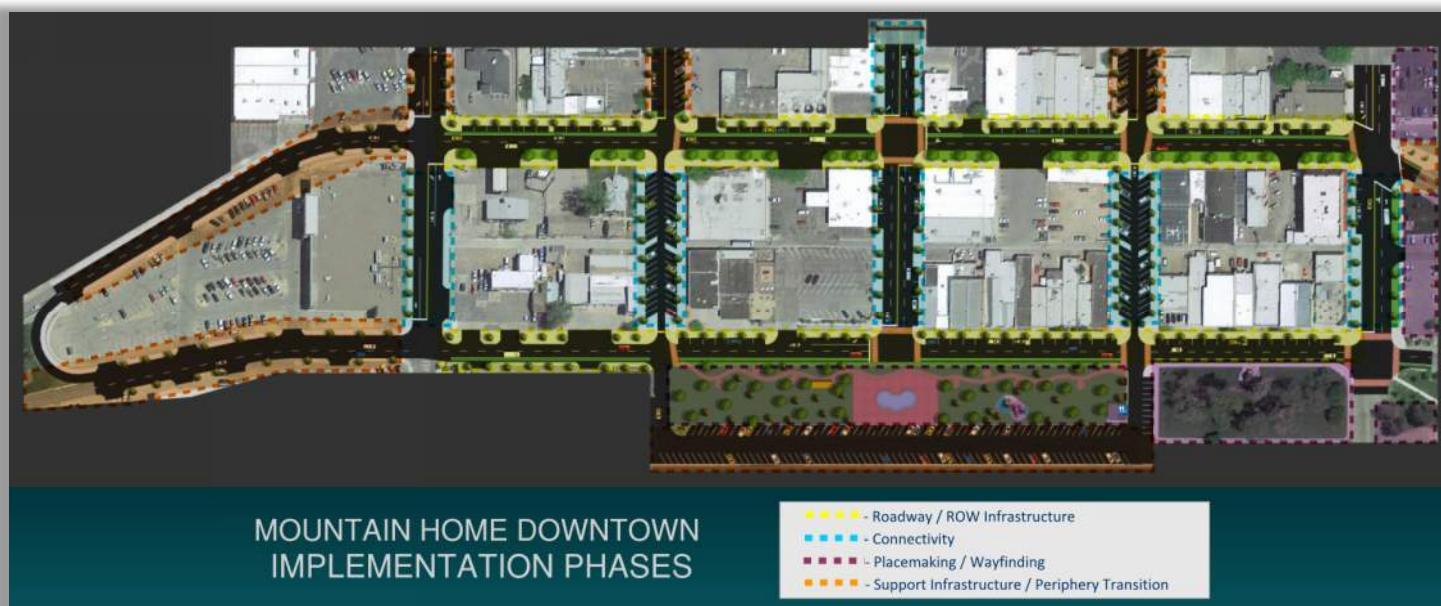 MOUNTAIN HOME DOWNTOWN
IMPLEMENTATION PHASES
- Roadway / ROW Infrastructure
- Connectivity
- Placemaking / Wayfinding
- Support Infrastructure / Periphery Transition